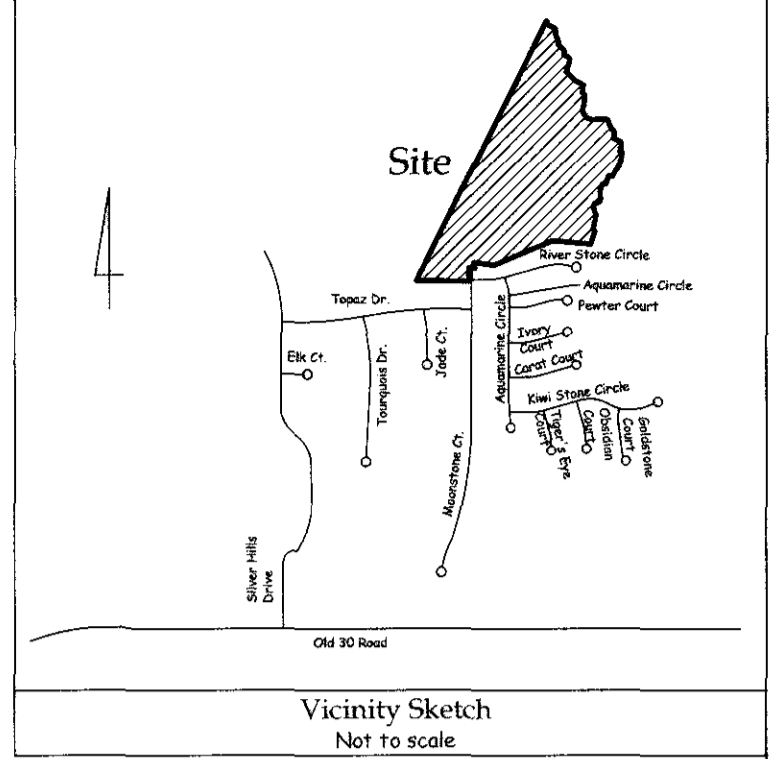 Site
River Stone Circle
Aquamarine Circle
Pewter Court
Topaz Dr.
Aquamarine Circle
Ivory
Court
Carat Court
Elk Ct.
Tourquois Dr.
Jade Ct.
Kiwi Stone Circle
Tiger's Eye
Court
Obsidian
Court
Goldstone
Court
Moonstone Ct.
Silver Hills
Drive
Old 30 Road
Vicinity Sketch
Not to scale